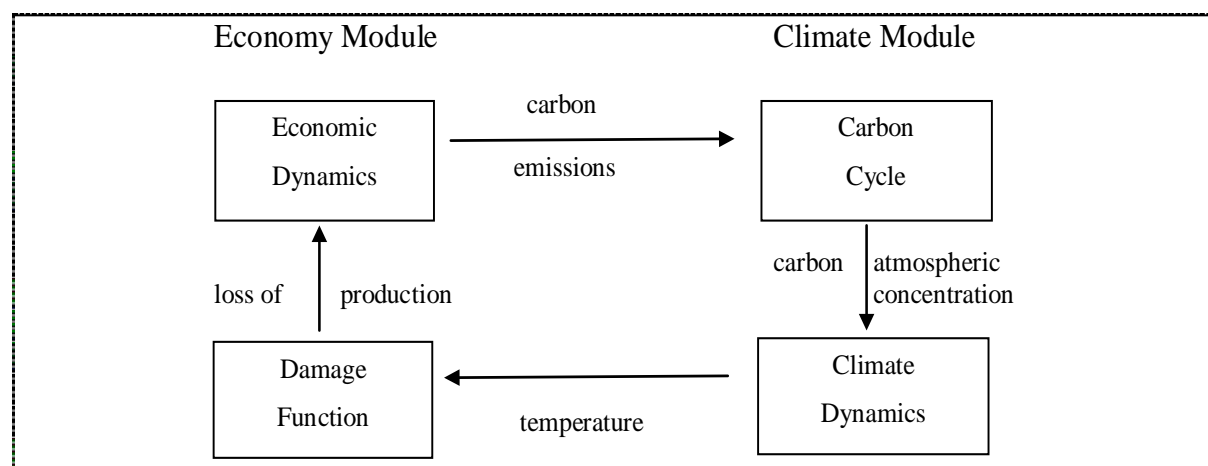 Economy Module
Climate Module
Economic
Dynamics
carbon
emissions
Carbon
Cycle
loss of production
carbon atmospheric
concentration
Damage
Function
temperature
Climate
Dynamics